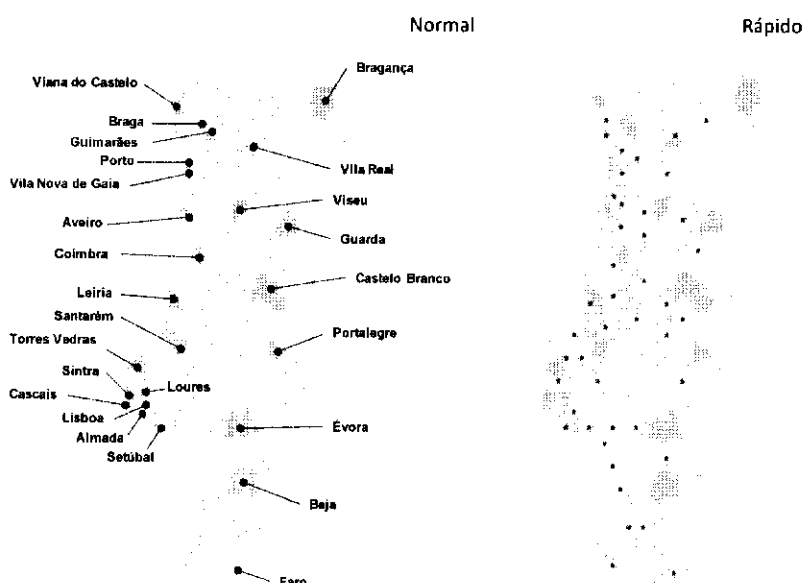 Normal
Rápido
Viana do Castelo
Bragança
Braga
Guimarães
Porto
Vila Real
Vila Nova de Gaia
Viseu
Aveiro
Guarda
Coimbra
Castelo Branco
Leiria
Santarém
Portalegre
Torres Vedras
Sintra
Loures
Cascais
Lisboa
Almada
Évora
Setúbal
Beja
Faro